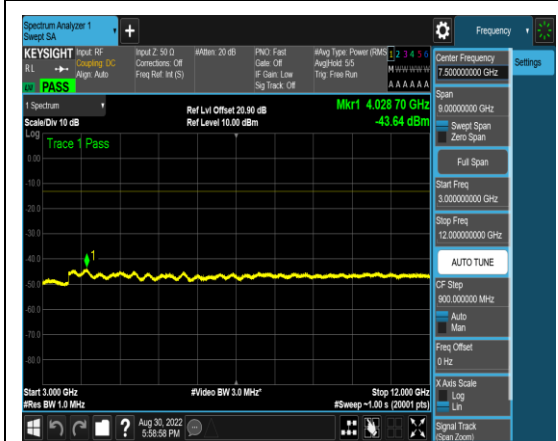 Spectrum Analyzer 1
Swept SA
+
Frequency
KEYSIGHT
RL
PASS
Input: RF
Coupling: DC
Align: Auto
Input Z: 50 Ω
Corrections: Off
Freq Ref: Int (S)
#Atten: 20 dB
PNO: Fast
Gate: Off
IF Gain: Low
Sig Track: Off
#Avg Type: Power (RMS
Avg|Hold: 5/5
Trig: Free Run
1 2 3 4 5 6
M W W W W W
A A A A A A
1 Spectrum
Scale/Div 10 dB
Ref Lvl Offset 20.90 dB
Ref Level 10.00 dBm
Mkr1 4.028 70 GHz
-43.64 dBm
Log
Trace 1 Pass
0.00
-10.0
-20.0
-30.0
-40.0
-50.0
-60.0
-70.0
-80.0
1
Start 3.000 GHz
#Res BW 1.0 MHz
#Video BW 3.0 MHz*
Stop 12.000 GHz
#Sweep ~1.00 s (20001 pts)
Center Frequency
7.500000000 GHz
Span
9.00000000 GHz
Swept Span
Zero Span
Full Span
Start Freq
3.000000000 GHz
Stop Freq
12.000000000 GHz
AUTO TUNE
CF Step
900.000000 MHz
Auto
Man
Freq Offset
0 Hz
X Axis Scale
Log
Lin
Signal Track
(Span Zoom)
Settings
?
Aug 30, 2022
5:58:58 PM